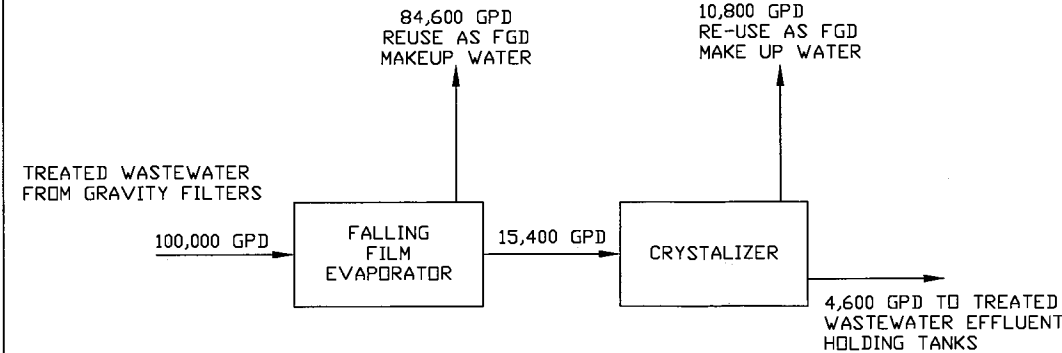 84,600 GPD
REUSE AS FGD
MAKEUP WATER
10,800 GPD
RE-USE AS FGD
MAKE UP WATER
TREATED WASTEWATER
FROM GRAVITY FILTERS
100,000 GPD
FALLING
FILM
EVAPORATOR
15,400 GPD
CRYSTALIZER
4,600 GPD TO TREATED
WASTEWATER EFFLUENT
HOLDING TANKS